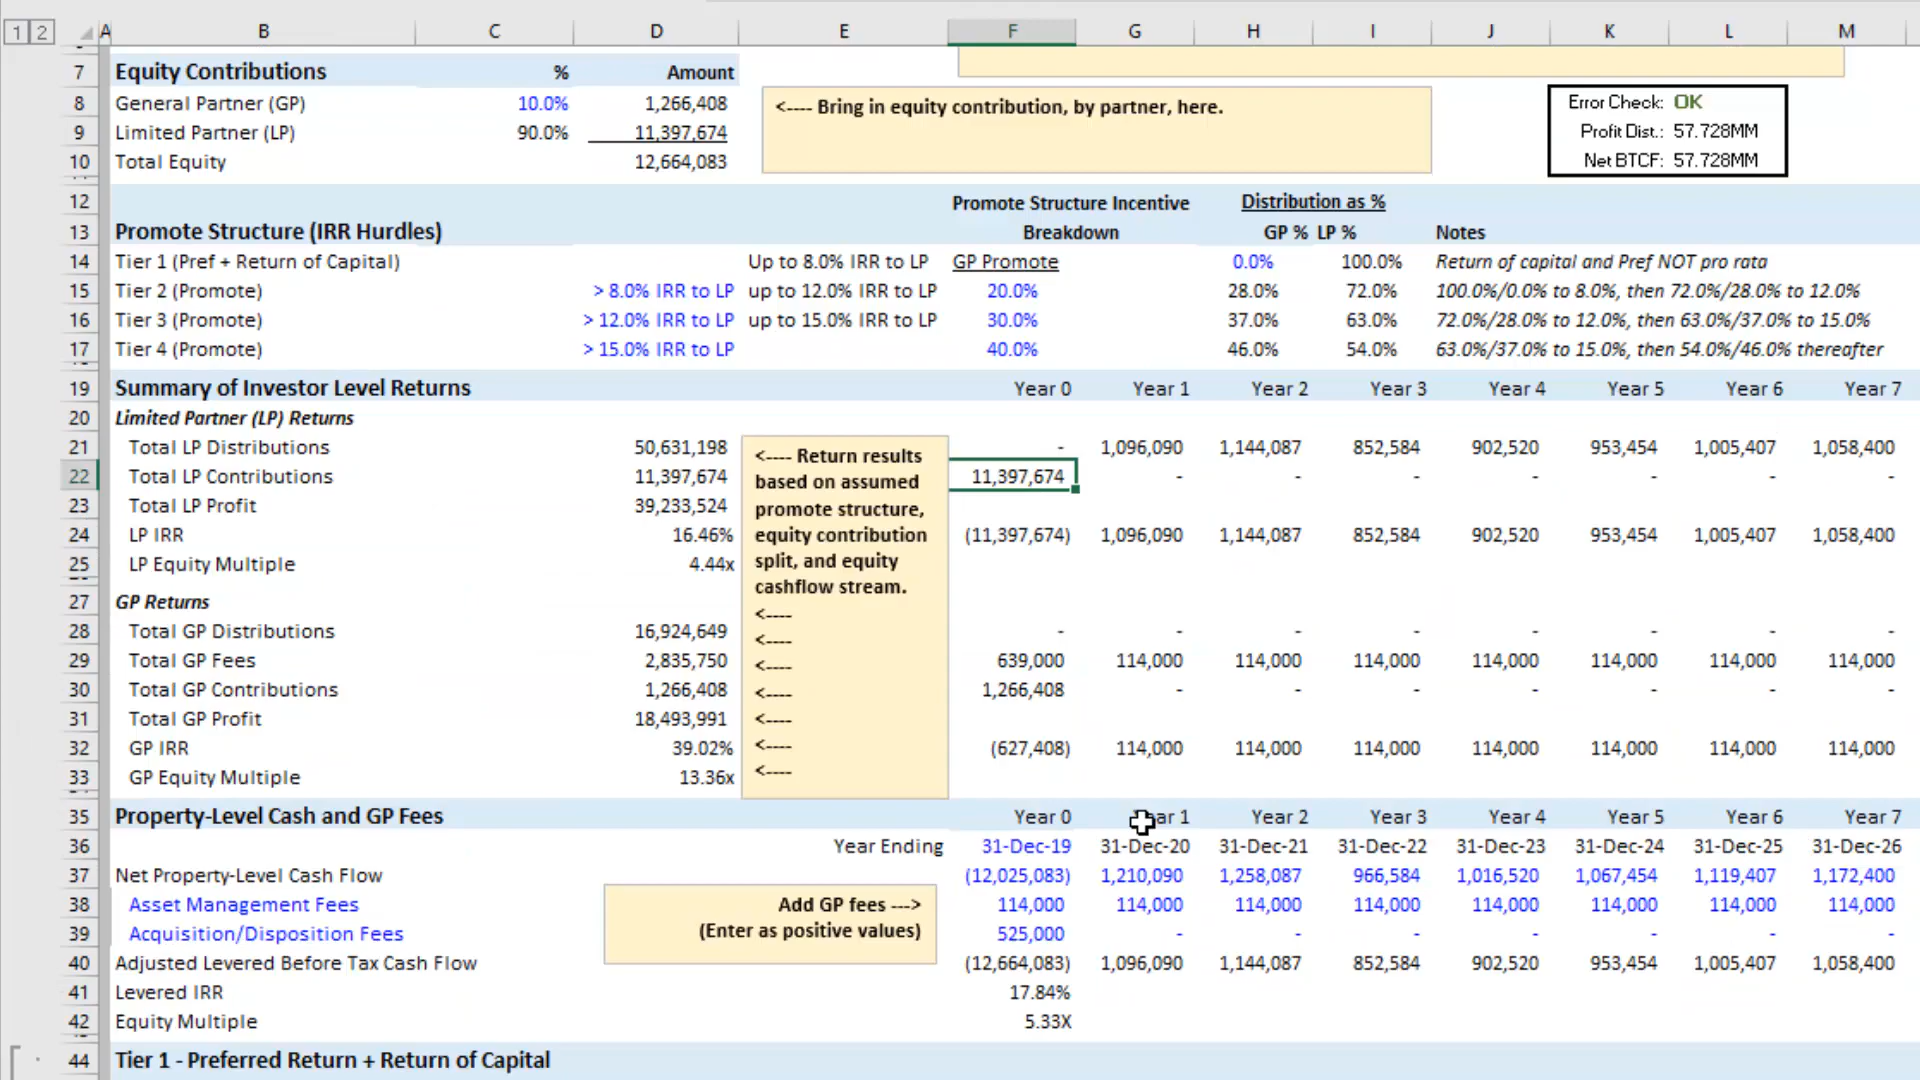 1 2 A B C D E F G H I J K L M
7 Equity Contributions % Amount
8 General Partner (GP) 10.0% 1,266,408 <---- Bring in equity contribution, by partner, here. Error Check: OK
9 Limited Partner (LP) 90.0% 11,397,674 Profit Dist.: 57.728MM
10 Total Equity 12,664,083 Net BTCF: 57.728MM
12 Promote Structure Incentive Distribution as %
13 Promote Structure (IRR Hurdles) Breakdown GP % LP % Notes
14 Tier 1 (Pref + Return of Capital) Up to 8.0% IRR to LP GP Promote 0.0% 100.0% Return of capital and Pref NOT pro rata
15 Tier 2 (Promote) > 8.0% IRR to LP up to 12.0% IRR to LP 20.0% 28.0% 72.0% 100.0%/0.0% to 8.0%, then 72.0%/28.0% to 12.0%
16 Tier 3 (Promote) > 12.0% IRR to LP up to 15.0% IRR to LP 30.0% 37.0% 63.0% 72.0%/28.0% to 12.0%, then 63.0%/37.0% to 15.0%
17 Tier 4 (Promote) > 15.0% IRR to LP 40.0% 46.0% 54.0% 63.0%/37.0% to 15.0%, then 54.0%/46.0% thereafter
19 Summary of Investor Level Returns Year 0 Year 1 Year 2 Year 3 Year 4 Year 5 Year 6 Year 7
20 Limited Partner (LP) Returns
21 Total LP Distributions 50,631,198 - 1,096,090 1,144,087 852,584 902,520 953,454 1,005,407 1,058,400
22 Total LP Contributions 11,397,674 11,397,674 - - - - - - -
23 Total LP Profit 39,233,524
24 LP IRR 16.46% (11,397,674) 1,096,090 1,144,087 852,584 902,520 953,454 1,005,407 1,058,400
25 LP Equity Multiple 4.44x
<---- Return results
based on assumed
promote structure,
equity contribution
split, and equity
cashflow stream.
<----
<----
<----
<----
<----
<----
<----
27 GP Returns
28 Total GP Distributions 16,924,649 - - - - - - - -
29 Total GP Fees 2,835,750 639,000 114,000 114,000 114,000 114,000 114,000 114,000 114,000
30 Total GP Contributions 1,266,408 1,266,408 - - - - - - -
31 Total GP Profit 18,493,991
32 GP IRR 39.02% (627,408) 114,000 114,000 114,000 114,000 114,000 114,000 114,000
33 GP Equity Multiple 13.36x
35 Property-Level Cash and GP Fees Year 0 Year 1 Year 2 Year 3 Year 4 Year 5 Year 6 Year 7
36 Year Ending 31-Dec-19 31-Dec-20 31-Dec-21 31-Dec-22 31-Dec-23 31-Dec-24 31-Dec-25 31-Dec-26
37 Net Property-Level Cash Flow (12,025,083) 1,210,090 1,258,087 966,584 1,016,520 1,067,454 1,119,407 1,172,400
38 Asset Management Fees Add GP fees ---> 114,000 114,000 114,000 114,000 114,000 114,000 114,000 114,000
39 Acquisition/Disposition Fees (Enter as positive values) 525,000 - - - - - - -
40 Adjusted Levered Before Tax Cash Flow (12,664,083) 1,096,090 1,144,087 852,584 902,520 953,454 1,005,407 1,058,400
41 Levered IRR 17.84%
42 Equity Multiple 5.33X
44 Tier 1 - Preferred Return + Return of Capital